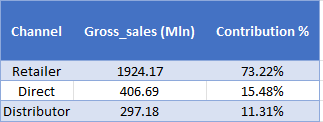 Channel Gross_sales (Mln) Contribution %
Retailer 1924.17 73.22%
Direct 406.69 15.48%
Distributor 297.18 11.31%